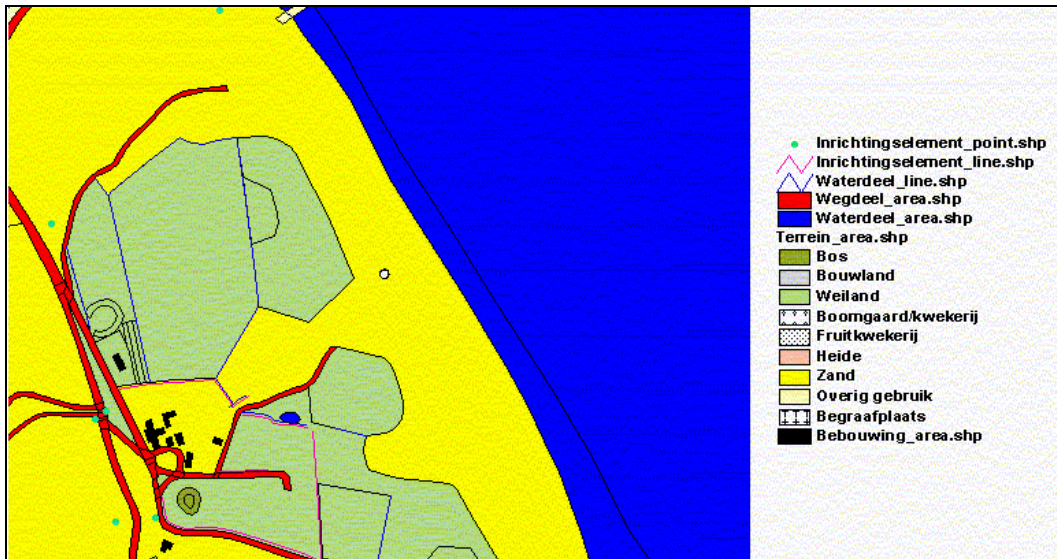 Inrichtingselement_point.shp
Inrichtingselement_line.shp
Waterdeel_line.shp
Wegdeel_area.shp
Waterdeel_area.shp
Terrein_area.shp
Bos
Bouwland
Weiland
Boomgaard/kwekerij
Fruitkwekerij
Heide
Zand
Overig gebruik
Begraafplaats
Bebouwing_area.shp